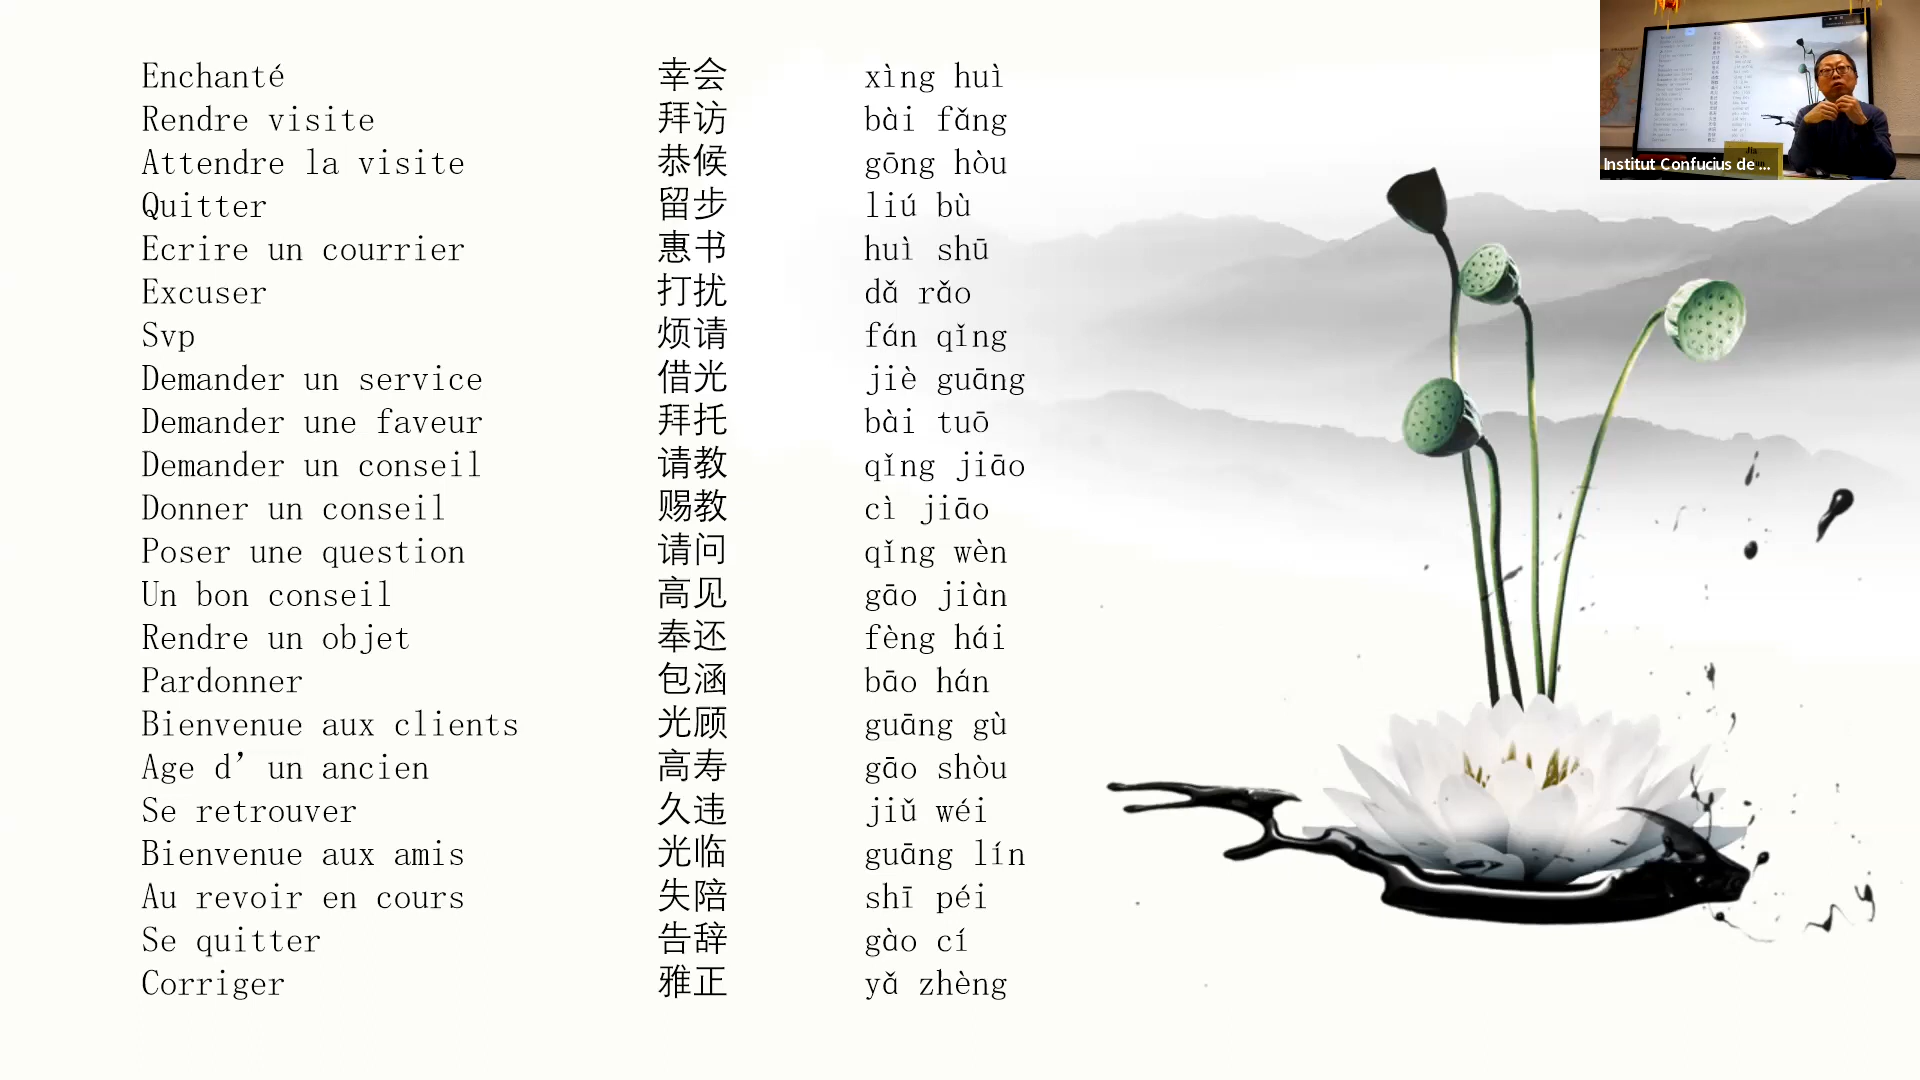 Enchanté 幸会 xìng huì
Rendre visite 拜访 bài fǎng
Attendre la visite 恭候 gōng hòu
Quitter 留步 liú bù
Ecrire un courrier 惠书 huì shū
Excuser 打扰 dǎ rǎo
Svp 烦请 fán qǐng
Demander un service 借光 jiè guāng
Demander une faveur 拜托 bài tuō
Demander un conseil 请教 qǐng jiāo
Donner un conseil 赐教 cì jiāo
Poser une question 请问 qǐng wèn
Un bon conseil 高见 gāo jiàn
Rendre un objet 奉还 fèng hái
Pardonner 包涵 bāo hán
Bienvenue aux clients 光顾 guāng gù
Age d’un ancien 高寿 gāo shòu
Se retrouver 久违 jiǔ wéi
Bienvenue aux amis 光临 guāng lín
Au revoir en cours 失陪 shī péi
Se quitter 告辞 gào cí
Corriger 雅正 yǎ zhèng
Institut Confucius de ...
Jia